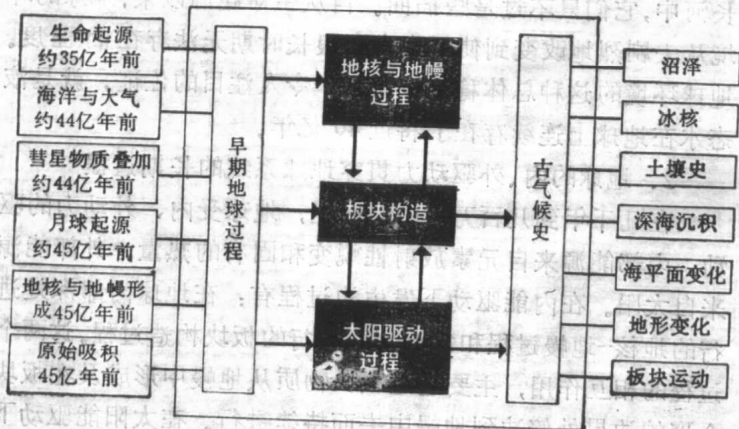 生命起源
约35亿年前
海洋与大气
约44亿年前
彗星物质叠加
约44亿年前
月球起源
约45亿年前
地核与地幔形
成45亿年前
原始吸积
45亿年前
早期地球过程
地核与地幔
过程
板块构造
太阳驱动
过程
古气候史
沼泽
冰核
土壤史
深海沉积
海平面变化
地形变化
板块运动